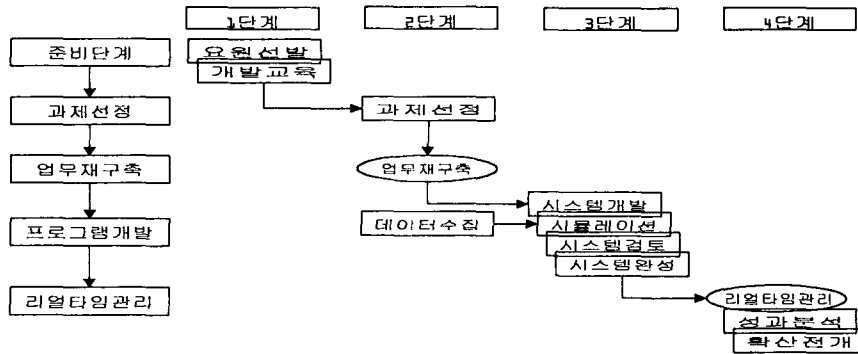 1단계
2단계
3단계
4단계
준비단계
요원선발
개발교육
과제선정
과제선정
업무재구축
업무재구축
시스템개발
프로그램개발
데이터수집
시뮬레이션
시스템검토
시스템완성
리얼타임관리
리얼타임관리
성과분석
확산전개